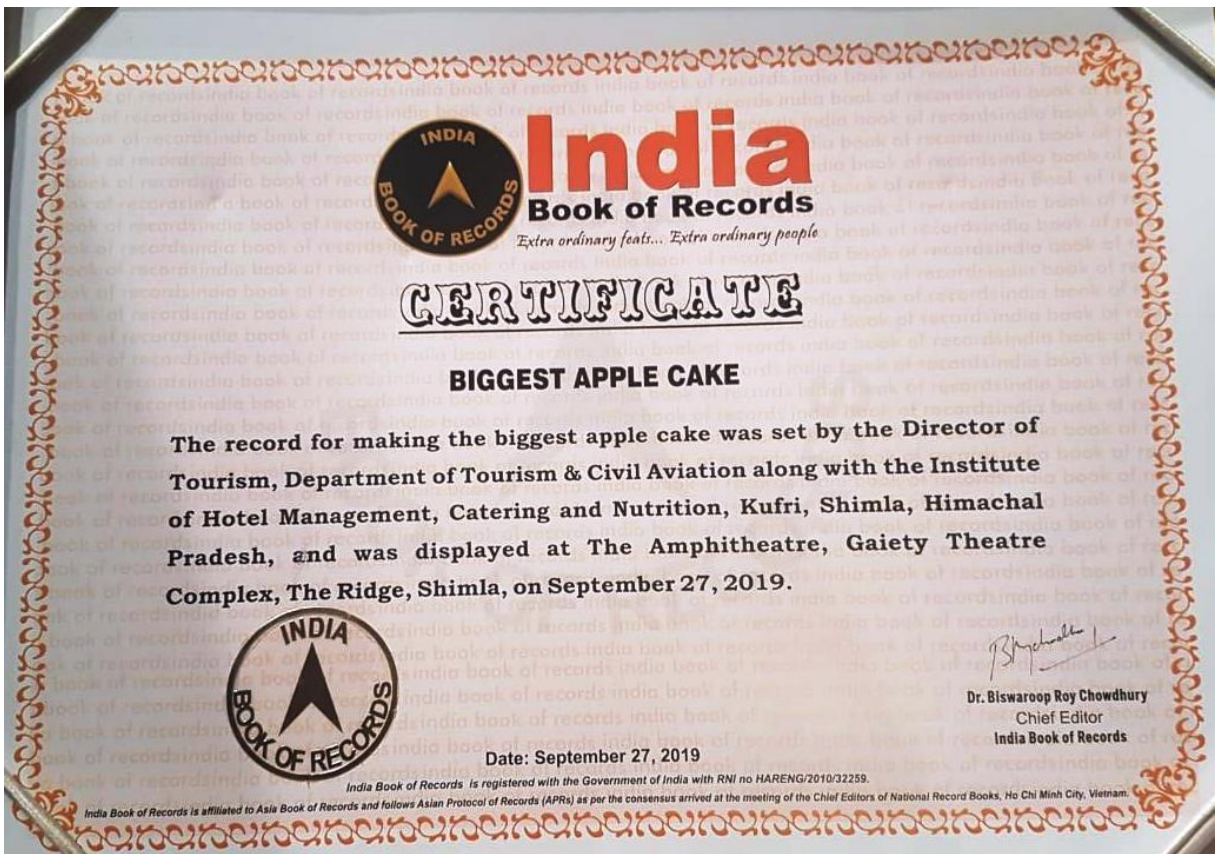 INDIA
BOOK OF RECORDS
India
Book of Records
Extra ordinary feats... Extra ordinary people
CERTIFICATE
BIGGEST APPLE CAKE
The record for making the biggest apple cake was set by the Director of
Tourism, Department of Tourism & Civil Aviation along with the Institute
of Hotel Management, Catering and Nutrition, Kufri, Shimla, Himachal
Pradesh, and was displayed at The Amphitheatre, Gaiety Theatre
Complex, The Ridge, Shimla, on September 27, 2019.
INDIA
BOOK OF RECORDS
Dr. Biswaroop Roy Chowdhury
Chief Editor
India Book of Records
Date: September 27, 2019
India Book of Records is registered with the Government of India with RNI no HARENG/2010/32259.
India Book of Records is affiliated to Asia Book of Records and follows Asian Protocol of Records (APRs) as per the consensus arrived at the meeting of the Chief Editors of National Record Books, Ho Chi Minh City, Vietnam.